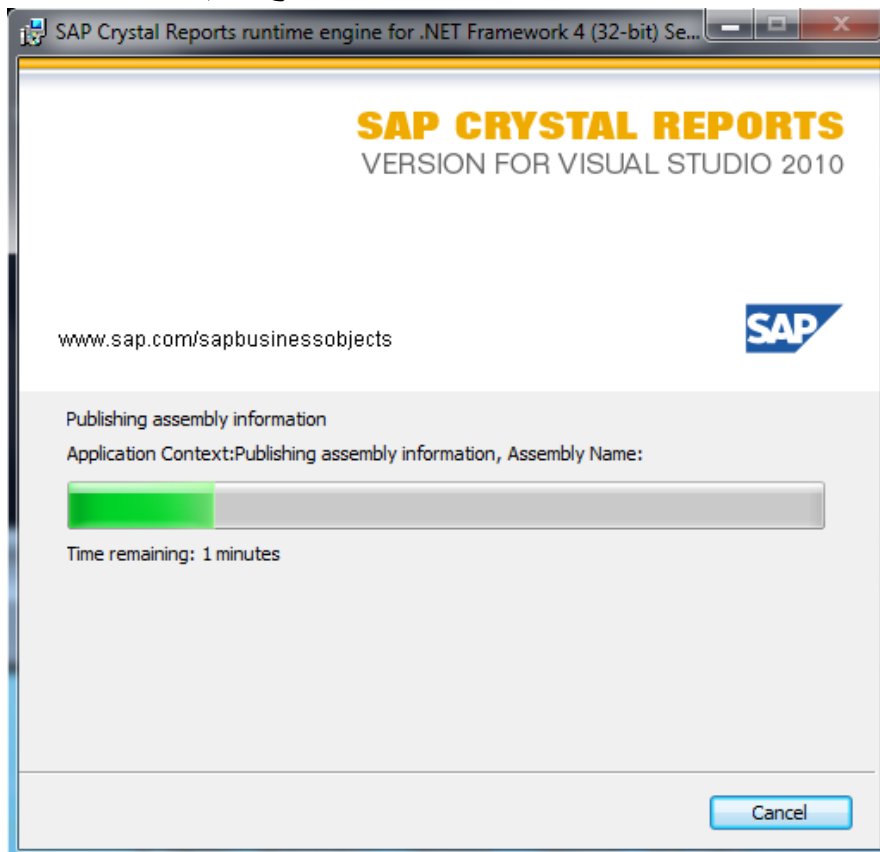 SAP Crystal Reports runtime engine for .NET Framework 4 (32-bit) Se...
SAP CRYSTAL REPORTS
VERSION FOR VISUAL STUDIO 2010
www.sap.com/sapbusinessobjects
SAP
Publishing assembly information
Application Context:Publishing assembly information, Assembly Name:
Time remaining: 1 minutes
Cancel